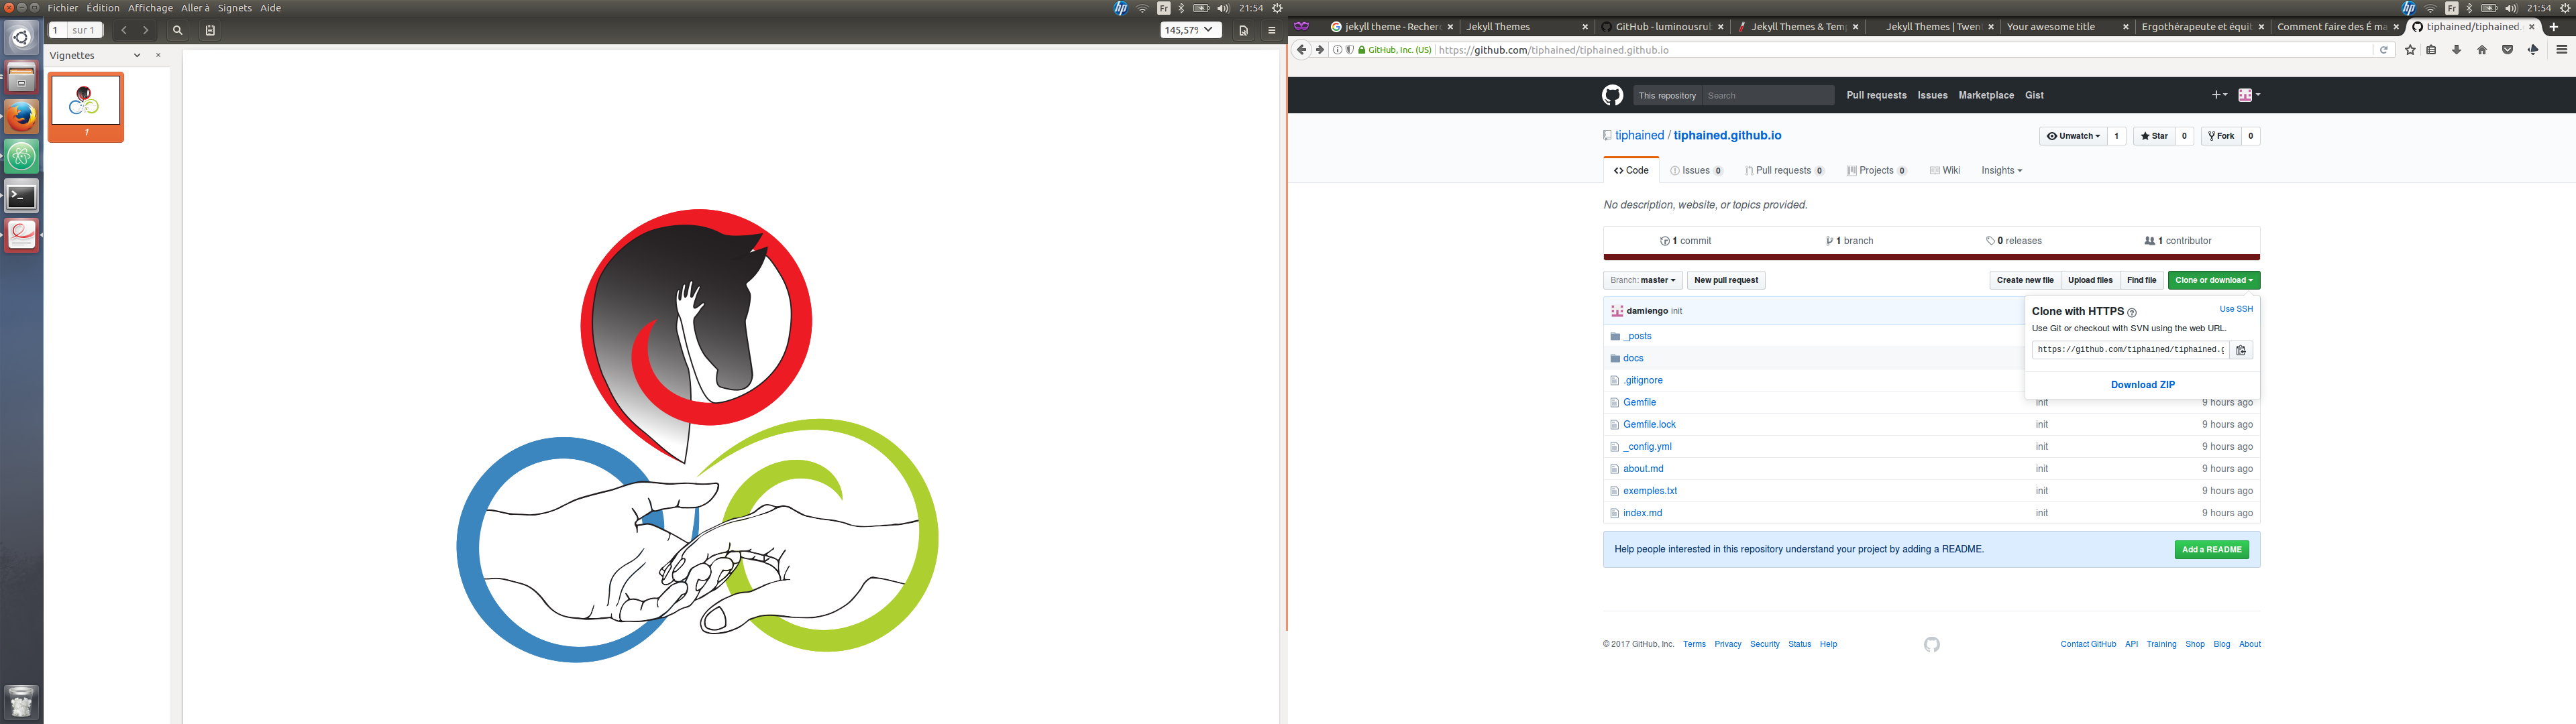 Fichier Édition Affichage Aller à Signets Aide
Fr
21:54
1 sur 1
145,57%
Vignettes
1
Fr
21:54
jekyll theme - Recherc
Jekyll Themes
GitHub - luminousrub
Jekyll Themes & Temp
Jekyll Themes | Twent
Your awesome title
Ergothérapeute et équit
Comment faire des É ma
tiphained/tiphained.
GitHub, Inc. (US)
https://github.com/tiphained/tiphained.github.io
This repository
Search
Pull requests Issues Marketplace Gist
tiphained / tiphained.github.io
Unwatch 1
Star 0
Fork 0
Code
Issues 0
Pull requests 0
Projects 0
Wiki
Insights
No description, website, or topics provided.
1 commit
1 branch
0 releases
1 contributor
Branch: master
New pull request
Create new file
Upload files
Find file
Clone or download
Clone with HTTPS
Use SSH
Use Git or checkout with SVN using the web URL.
https://github.com/tiphained/tiphained.g
Download ZIP
damiengo init
_posts
docs
.gitignore
Gemfile init 9 hours ago
Gemfile.lock init 9 hours ago
_config.yml init 9 hours ago
about.md init 9 hours ago
exemples.txt init 9 hours ago
index.md init 9 hours ago
Help people interested in this repository understand your project by adding a README.
Add a README
© 2017 GitHub, Inc. Terms Privacy Security Status Help
Contact GitHub API Training Shop Blog About